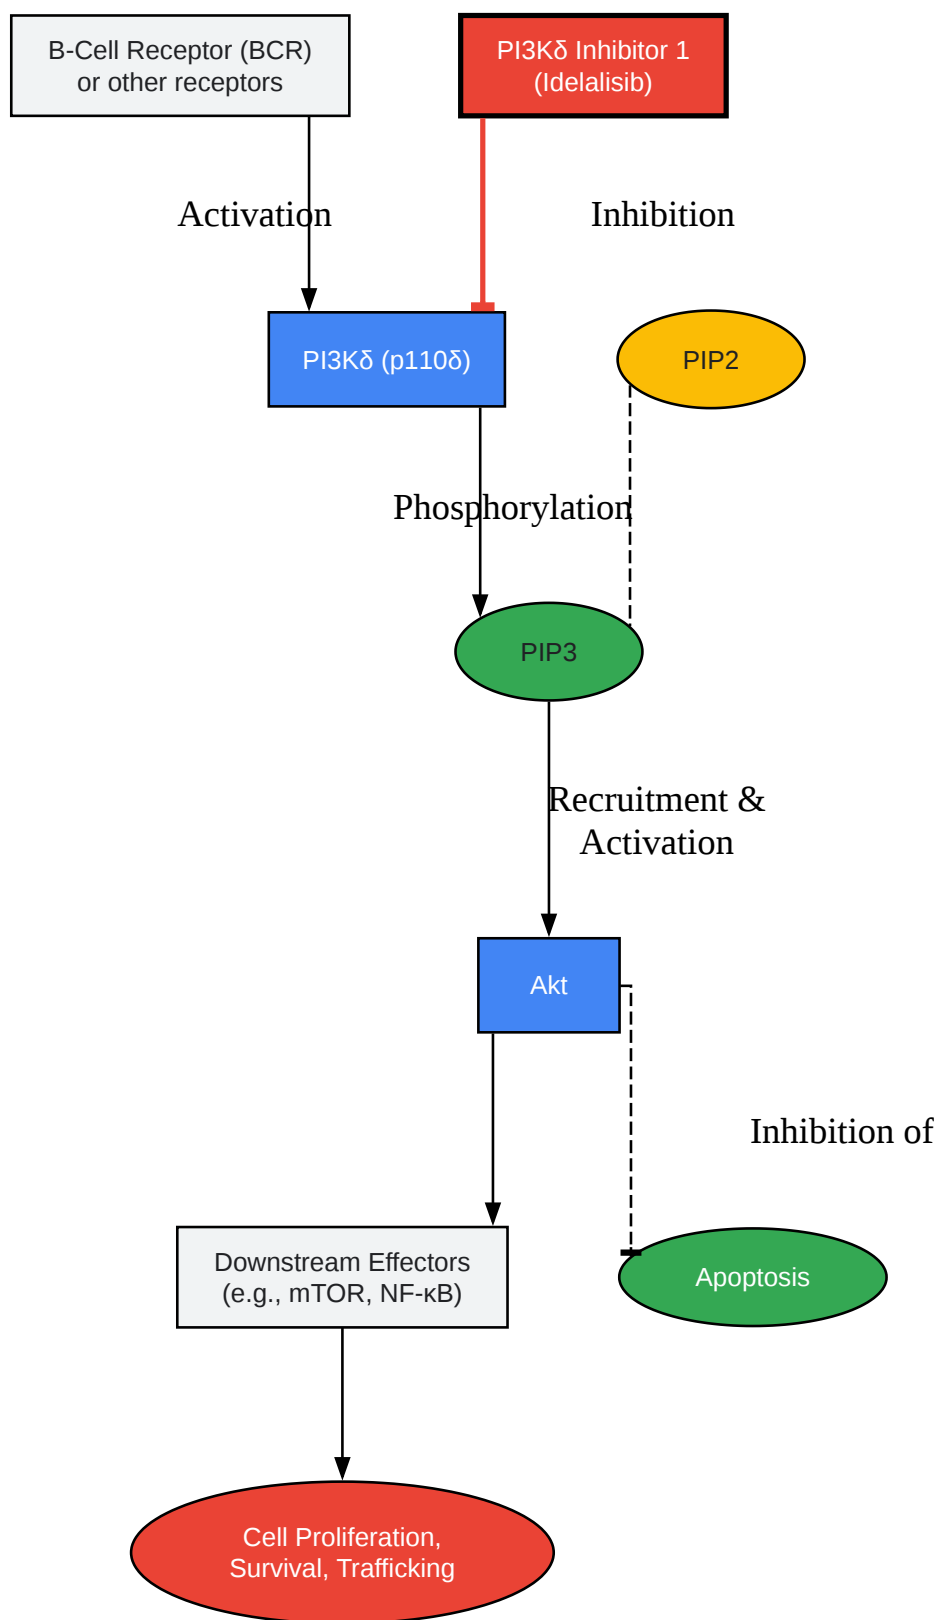 B-Cell Receptor (BCR)
or other receptors
PI3Kδ Inhibitor 1
(Idelalisib)
Activation
Inhibition
PI3Kδ (p110δ)
PIP2
Phosphorylation
PIP3
Recruitment &
Activation
Akt
Inhibition of
Downstream Effectors
(e.g., mTOR, NF-κB)
Apoptosis
Cell Proliferation,
Survival, Trafficking